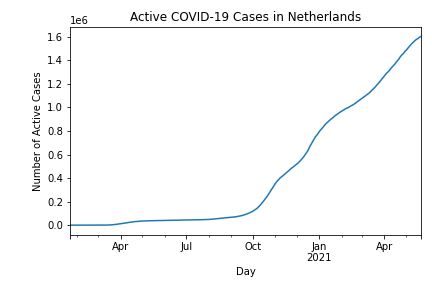 Active COVID-19 Cases in Netherlands
1e6
1.6
1.4
1.2
1.0
0.8
0.6
0.4
0.2
0.0
Number of Active Cases
Apr Jul Oct Jan Apr
2021
Day